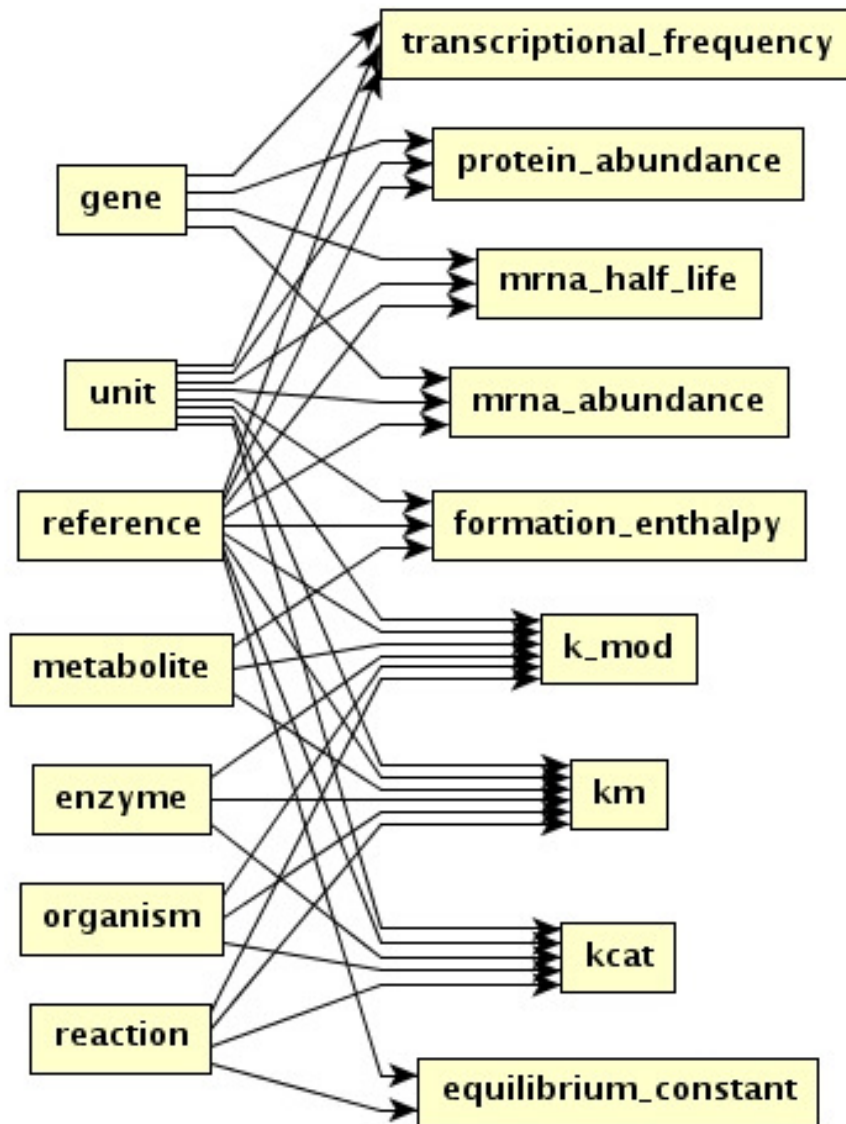 transcriptional_frequency
protein_abundance
gene
mrna_half_life
unit
mrna_abundance
reference
formation_enthalpy
metabolite
k_mod
enzyme
km
organism
kcat
reaction
equilibrium_constant